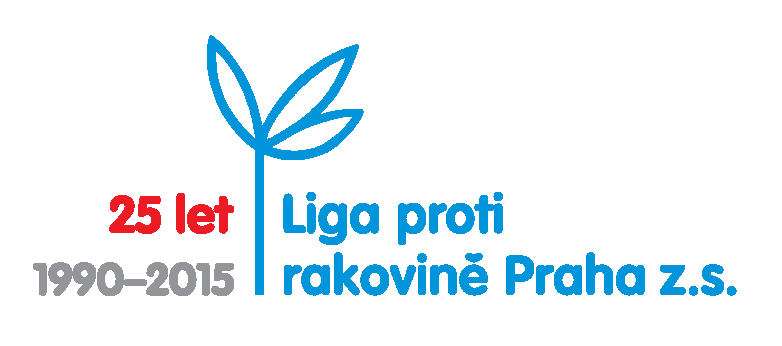 25 let
1990–2015
Liga proti
rakovině Praha z.s.